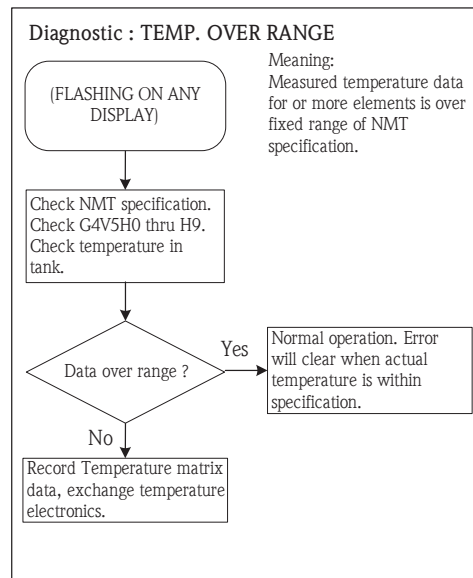 Diagnostic : TEMP. OVER RANGE
Meaning:
Measured temperature data
for or more elements is over
fixed range of NMT
specification.
(FLASHING ON ANY
DISPLAY)
Check NMT specification.
Check G4V5H0 thru H9.
Check temperature in
tank.
Data over range ?
Yes
Normal operation. Error
will clear when actual
temperature is within
specification.
No
Record Temperature matrix
data, exchange temperature
electronics.